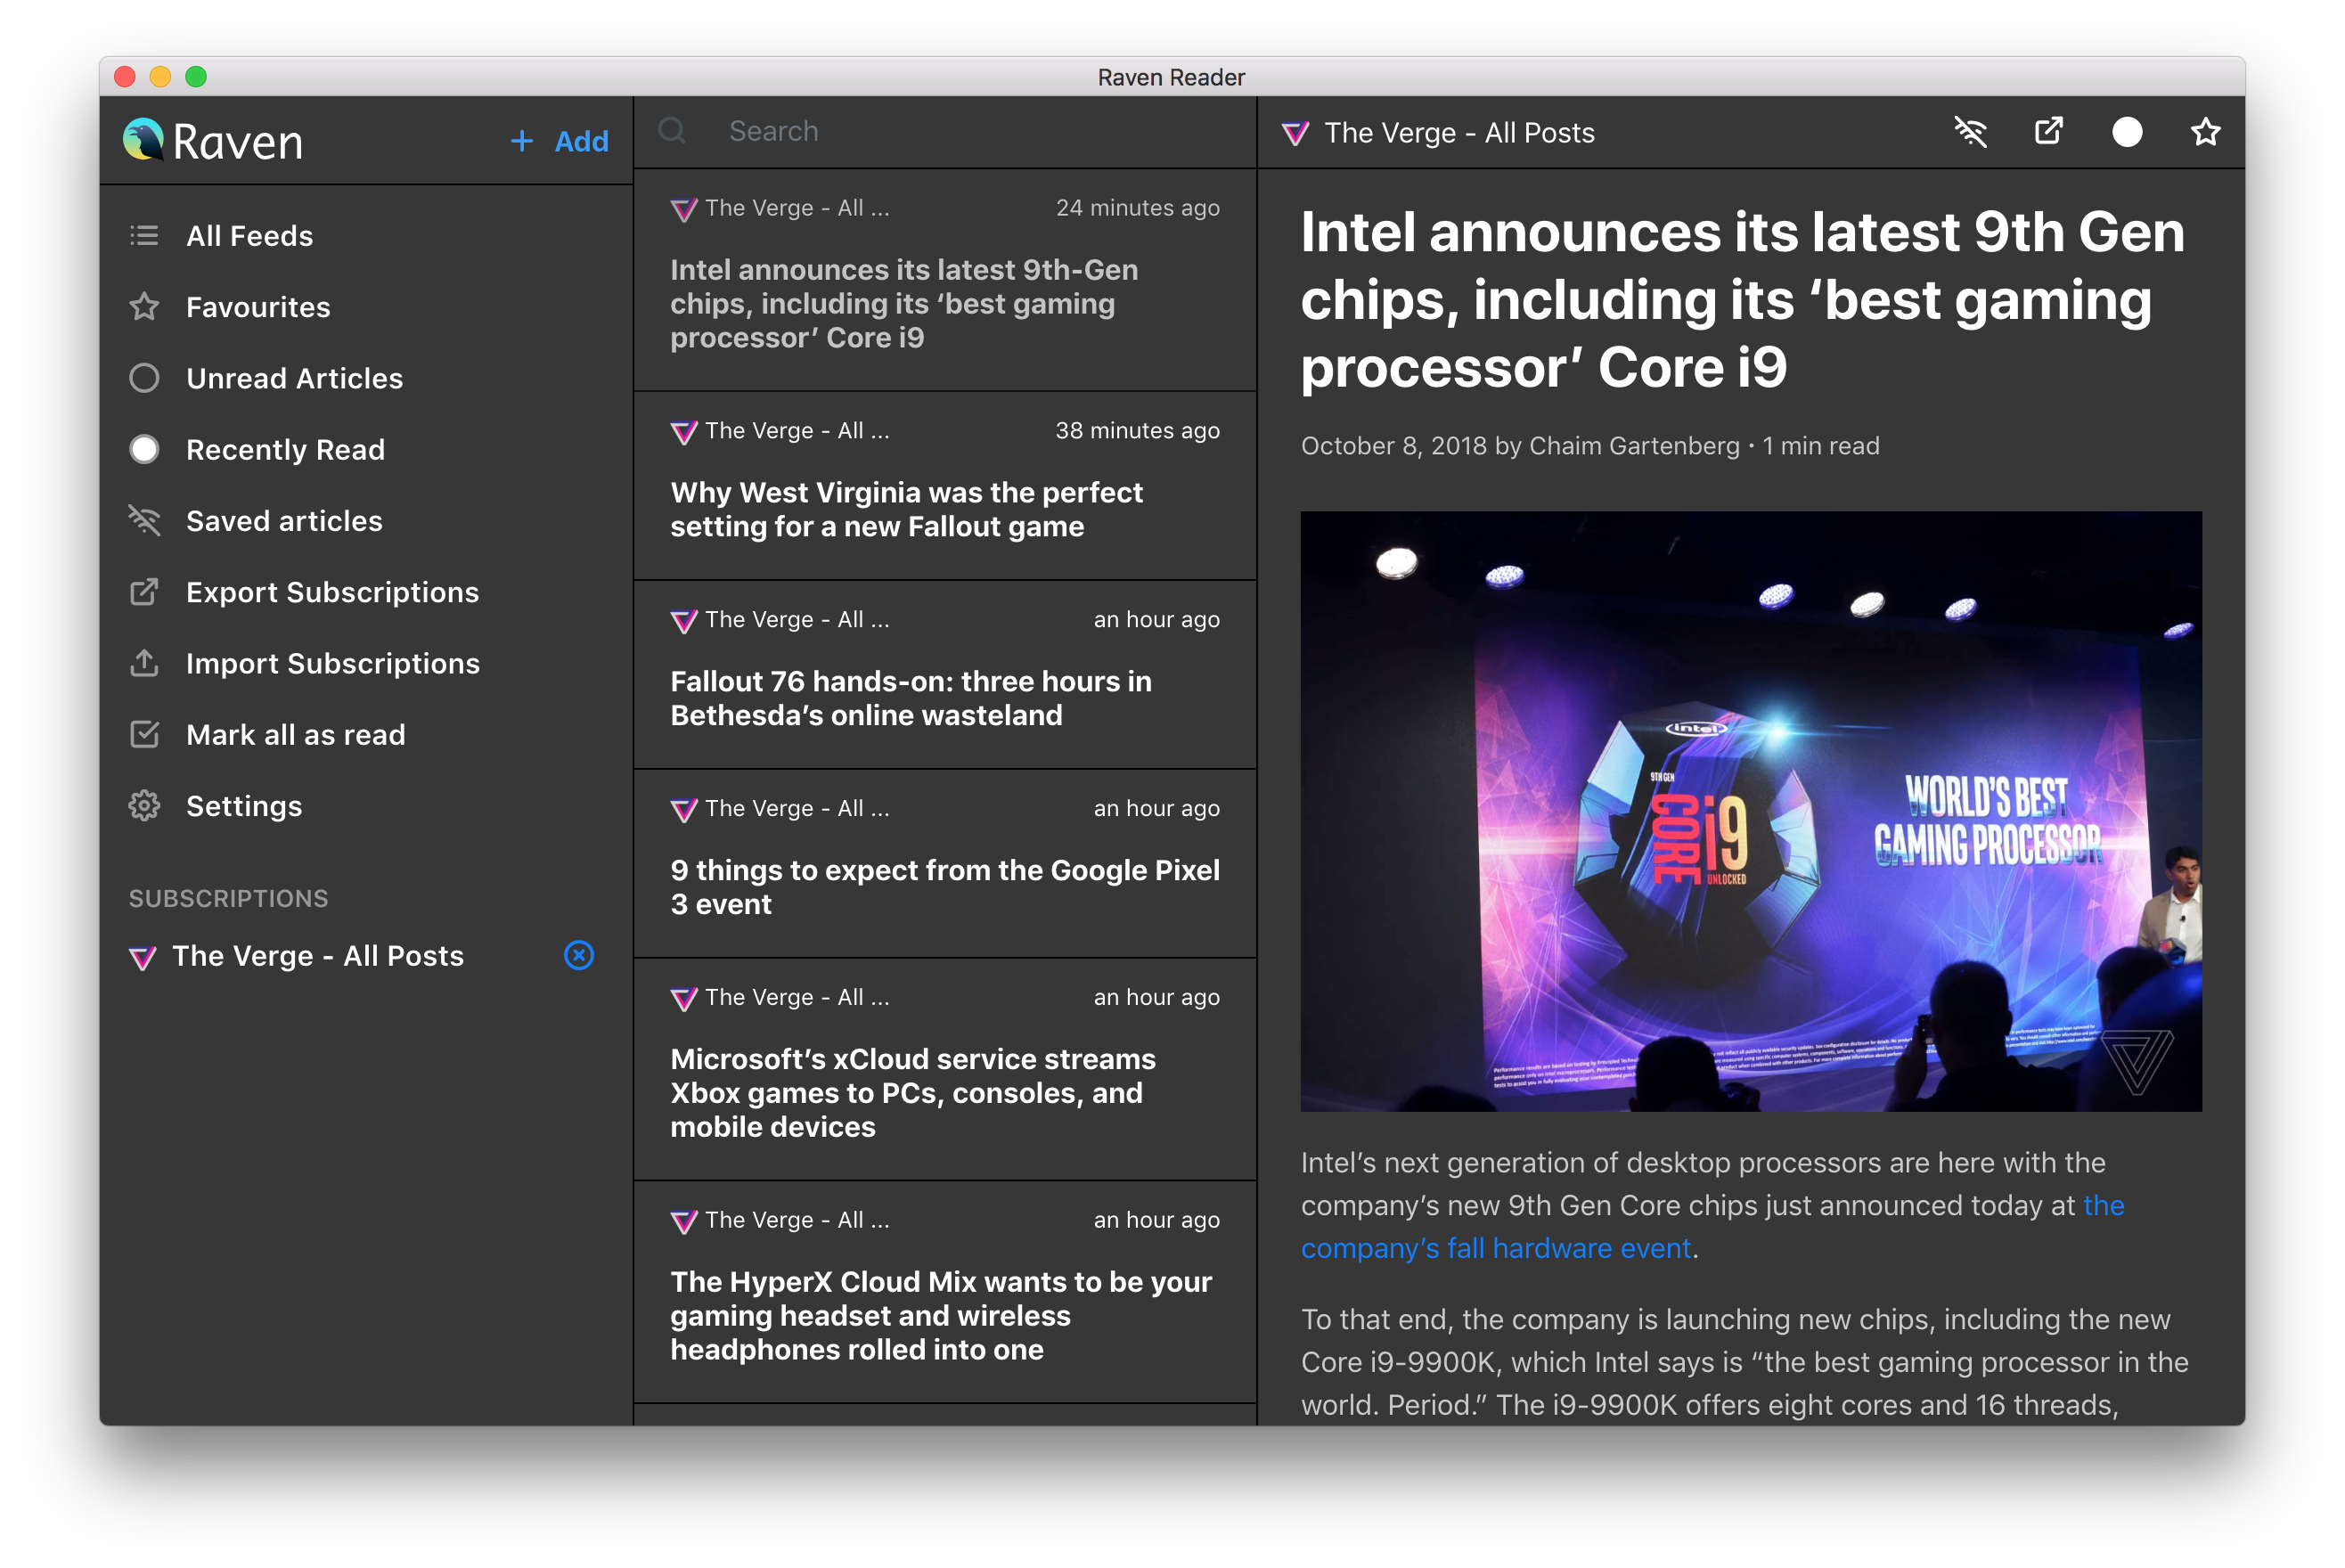 Raven Reader
Raven
+ Add
All Feeds
Favourites
Unread Articles
Recently Read
Saved articles
Export Subscriptions
Import Subscriptions
Mark all as read
Settings
SUBSCRIPTIONS
The Verge - All Posts
Search
The Verge - All ... 24 minutes ago
Intel announces its latest 9th-Gen
chips, including its ‘best gaming
processor’ Core i9
The Verge - All ... 38 minutes ago
Why West Virginia was the perfect
setting for a new Fallout game
The Verge - All ... an hour ago
Fallout 76 hands-on: three hours in
Bethesda’s online wasteland
The Verge - All ... an hour ago
9 things to expect from the Google Pixel
3 event
The Verge - All ... an hour ago
Microsoft’s xCloud service streams
Xbox games to PCs, consoles, and
mobile devices
The Verge - All ... an hour ago
The HyperX Cloud Mix wants to be your
gaming headset and wireless
headphones rolled into one
The Verge - All Posts
Intel announces its latest 9th Gen
chips, including its ‘best gaming
processor’ Core i9
October 8, 2018 by Chaim Gartenberg · 1 min read
intel
9TH GEN
CORE i9
UNLOCKED
WORLD'S BEST
GAMING PROCESSOR
Intel’s next generation of desktop processors are here with the
company’s new 9th Gen Core chips just announced today at the
company’s fall hardware event.
To that end, the company is launching new chips, including the new
Core i9-9900K, which Intel says is “the best gaming processor in the
world. Period.” The i9-9900K offers eight cores and 16 threads,